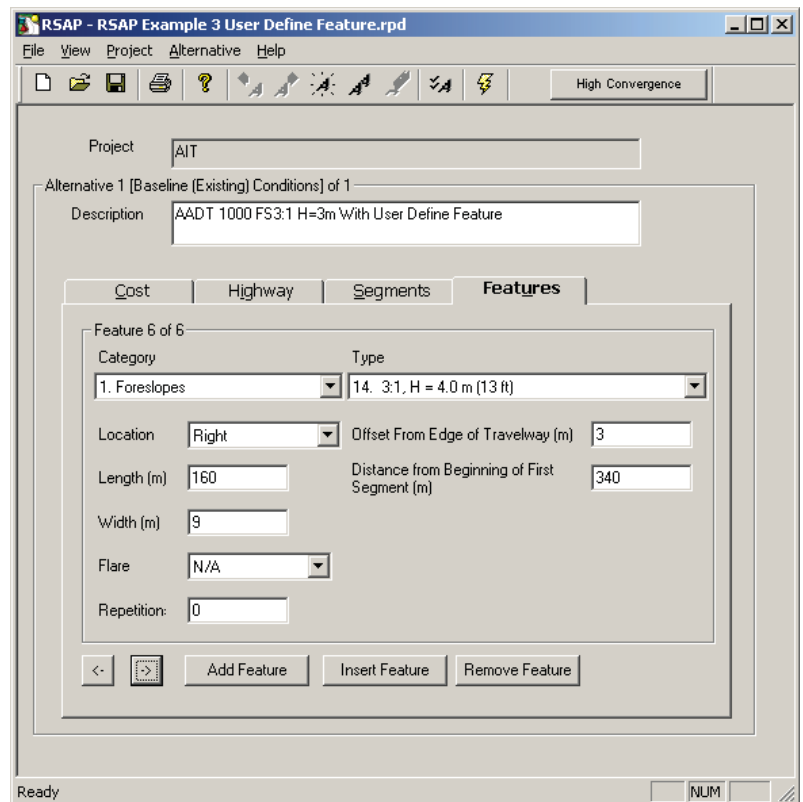 RSAP - RSAP Example 3 User Define Feature.rpd
File View Project Alternative Help
High Convergence
Project AIT
Alternative 1 [Baseline (Existing) Conditions] of 1
Description AADT 1000 FS3:1 H=3m With User Define Feature
Cost Highway Segments Features
Feature 6 of 6
Category Type
1. Foreslopes 14. 3:1, H = 4.0 m (13 ft)
Location Right Offset From Edge of Travelway (m) 3
Length (m) 160 Distance from Beginning of First Segment (m) 340
Width (m) 9
Flare N/A
Repetition: 0
<- -> Add Feature Insert Feature Remove Feature
Ready NUM